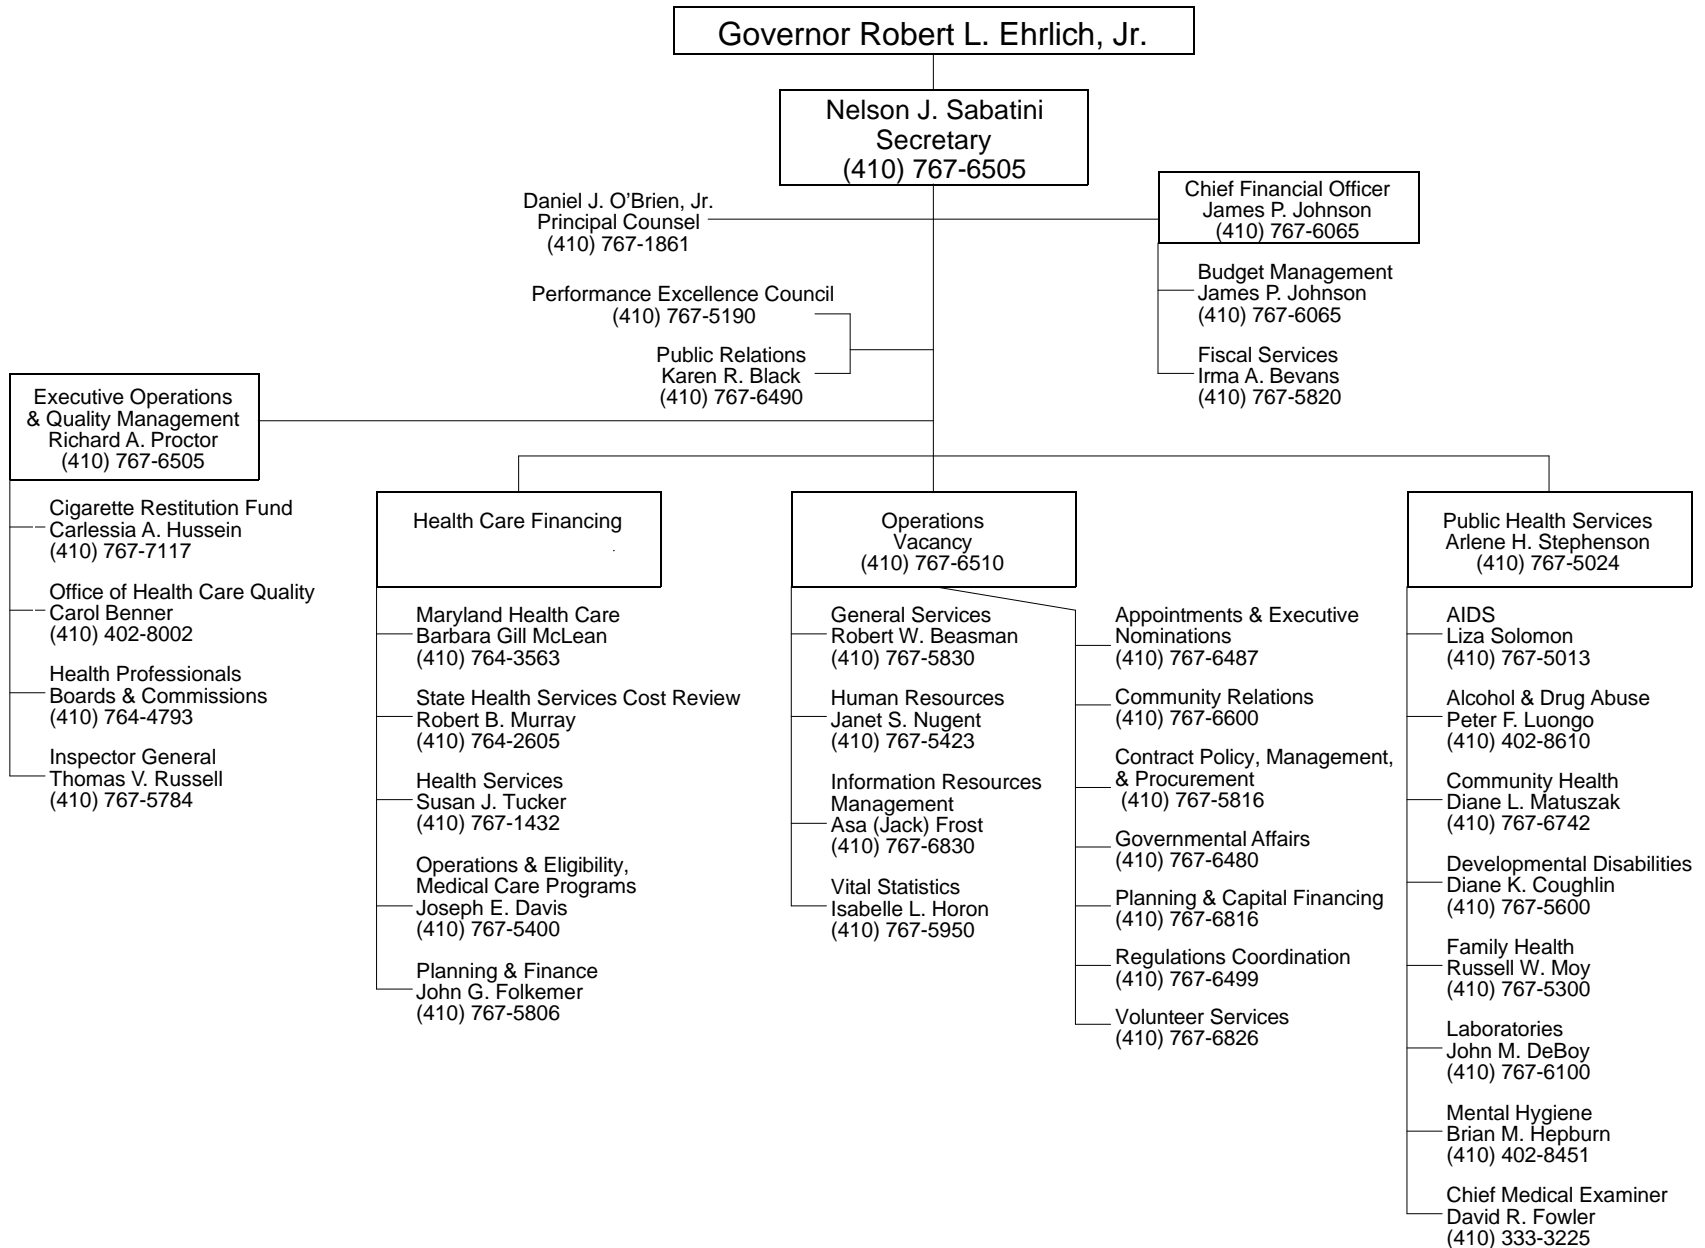 Governor Robert L. Ehrlich, Jr.
Nelson J. Sabatini
Secretary
(410) 767-6505
Daniel J. O'Brien, Jr.
Principal Counsel
(410) 767-1861
Chief Financial Officer
James P. Johnson
(410) 767-6065
Budget Management
James P. Johnson
(410) 767-6065
Fiscal Services
Irma A. Bevans
(410) 767-5820
Performance Excellence Council
(410) 767-5190
Public Relations
Karen R. Black
(410) 767-6490
Executive Operations
& Quality Management
Richard A. Proctor
(410) 767-6505
Cigarette Restitution Fund
Carlessia A. Hussein
(410) 767-7117
Office of Health Care Quality
Carol Benner
(410) 402-8002
Health Professionals
Boards & Commissions
(410) 764-4793
Inspector General
Thomas V. Russell
(410) 767-5784
Health Care Financing
Maryland Health Care
Barbara Gill McLean
(410) 764-3563
State Health Services Cost Review
Robert B. Murray
(410) 764-2605
Health Services
Susan J. Tucker
(410) 767-1432
Operations & Eligibility,
Medical Care Programs
Joseph E. Davis
(410) 767-5400
Planning & Finance
John G. Folkemer
(410) 767-5806
Operations
Vacancy
(410) 767-6510
General Services
Robert W. Beasman
(410) 767-5830
Human Resources
Janet S. Nugent
(410) 767-5423
Information Resources
Management
Asa (Jack) Frost
(410) 767-6830
Vital Statistics
Isabelle L. Horon
(410) 767-5950
Appointments & Executive
Nominations
(410) 767-6487
Community Relations
(410) 767-6600
Contract Policy, Management,
& Procurement
(410) 767-5816
Governmental Affairs
(410) 767-6480
Planning & Capital Financing
(410) 767-6816
Regulations Coordination
(410) 767-6499
Volunteer Services
(410) 767-6826
Public Health Services
Arlene H. Stephenson
(410) 767-5024
AIDS
Liza Solomon
(410) 767-5013
Alcohol & Drug Abuse
Peter F. Luongo
(410) 402-8610
Community Health
Diane L. Matuszak
(410) 767-6742
Developmental Disabilities
Diane K. Coughlin
(410) 767-5600
Family Health
Russell W. Moy
(410) 767-5300
Laboratories
John M. DeBoy
(410) 767-6100
Mental Hygiene
Brian M. Hepburn
(410) 402-8451
Chief Medical Examiner
David R. Fowler
(410) 333-3225